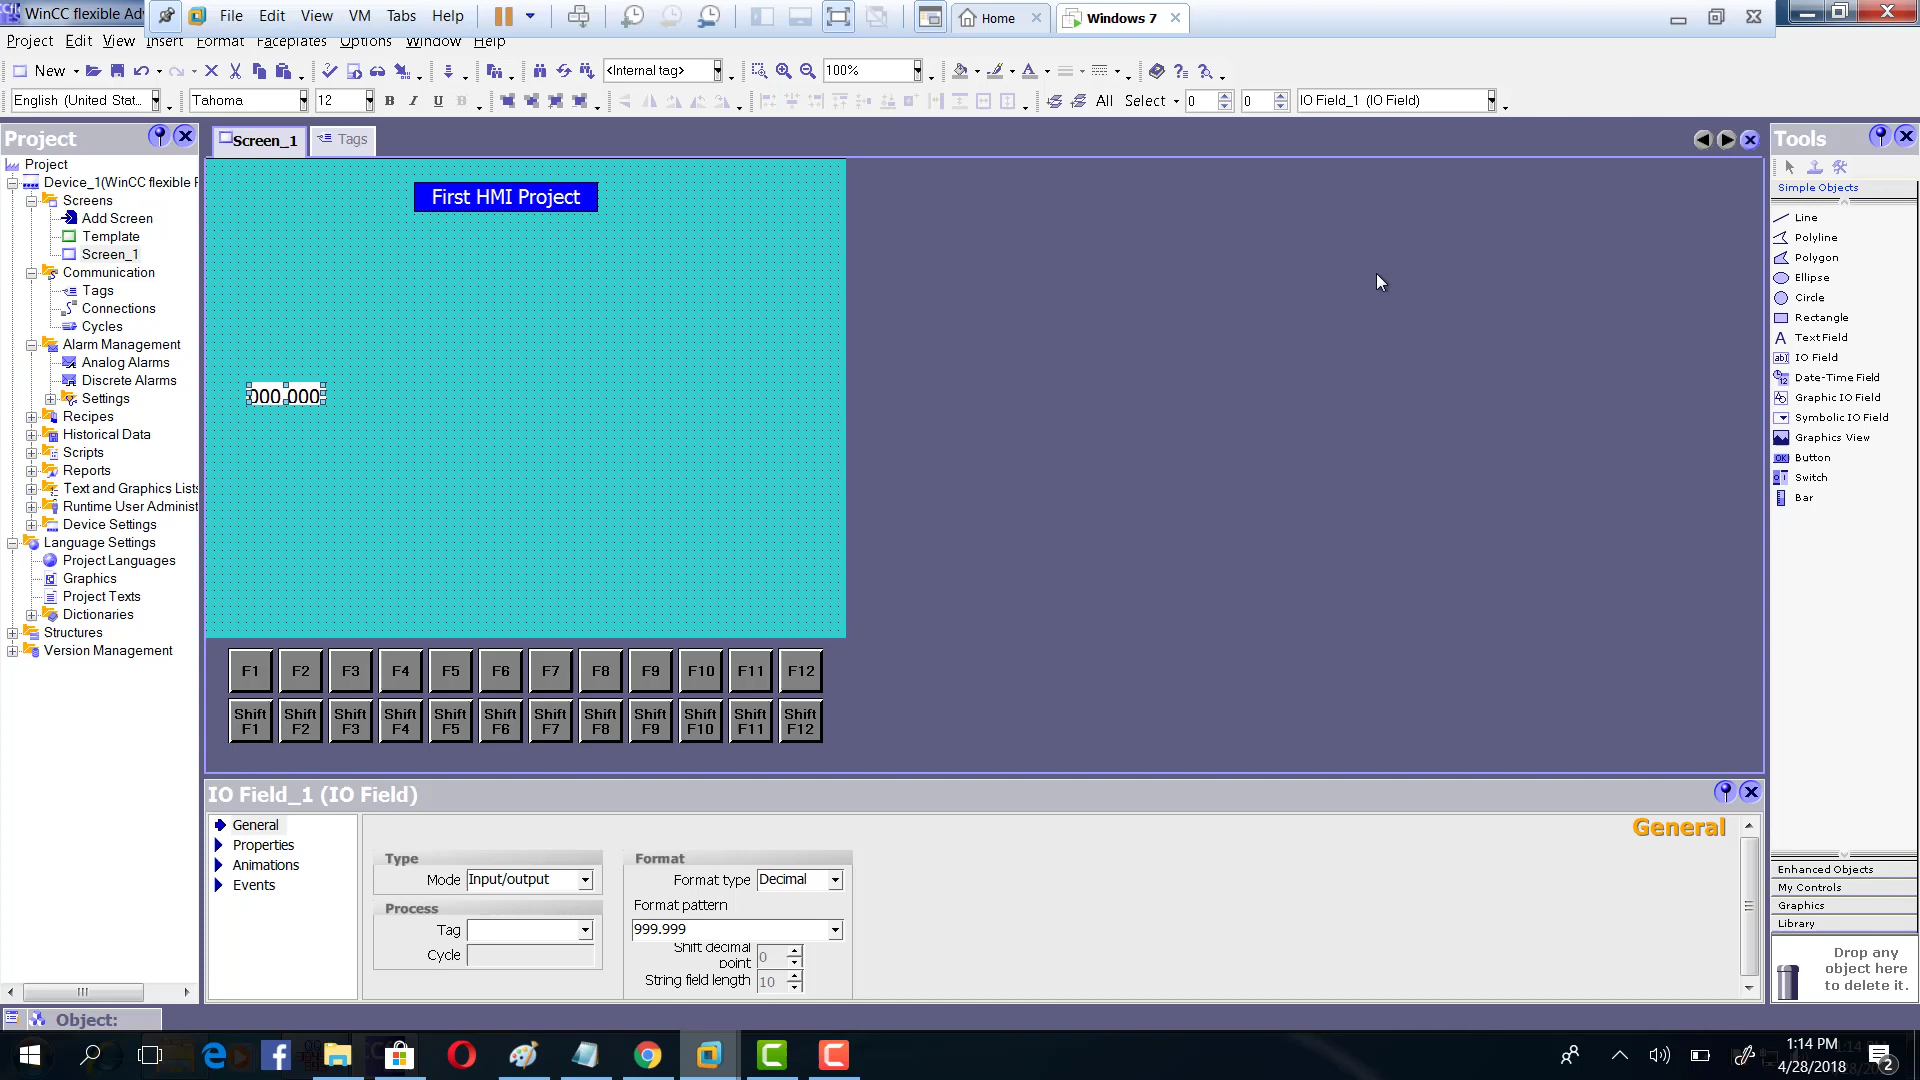 WinCC flexible Adv
File Edit View VM Tabs Help
Home
Windows 7
Project Edit View Insert Format Faceplates Options Window Help
New
<Internal tag>
100%
English (United Stat...
Tahoma
12
B I U B
All
Select
0
0
IO Field_1 (IO Field)
Project
Project
Device_1(WinCC flexible F
Screens
Add Screen
Template
Screen_1
Communication
Tags
Connections
Cycles
Alarm Management
Analog Alarms
Discrete Alarms
Settings
Recipes
Historical Data
Scripts
Reports
Text and Graphics Lists
Runtime User Administ
Device Settings
Language Settings
Project Languages
Graphics
Project Texts
Dictionaries
Structures
Version Management
Screen_1
Tags
First HMI Project
000.000
F1 F2 F3 F4 F5 F6 F7 F8 F9 F10 F11 F12
Shift Shift Shift Shift Shift Shift Shift Shift Shift Shift Shift Shift
F1 F2 F3 F4 F5 F6 F7 F8 F9 F10 F11 F12
IO Field_1 (IO Field)
General
Properties
Animations
Events
General
Type
Mode Input/output
Process
Tag
Cycle
Format
Format type Decimal
Format pattern
999.999
Shift decimal
point 0
String field length 10
Tools
Simple Objects
Line
Polyline
Polygon
Ellipse
Circle
Rectangle
Text Field
IO Field
Date-Time Field
Graphic IO Field
Symbolic IO Field
Graphics View
Button
Switch
Bar
Enhanced Objects
My Controls
Graphics
Library
Drop any
object here
to delete it.
Object:
1:14 PM
4/28/2018
2